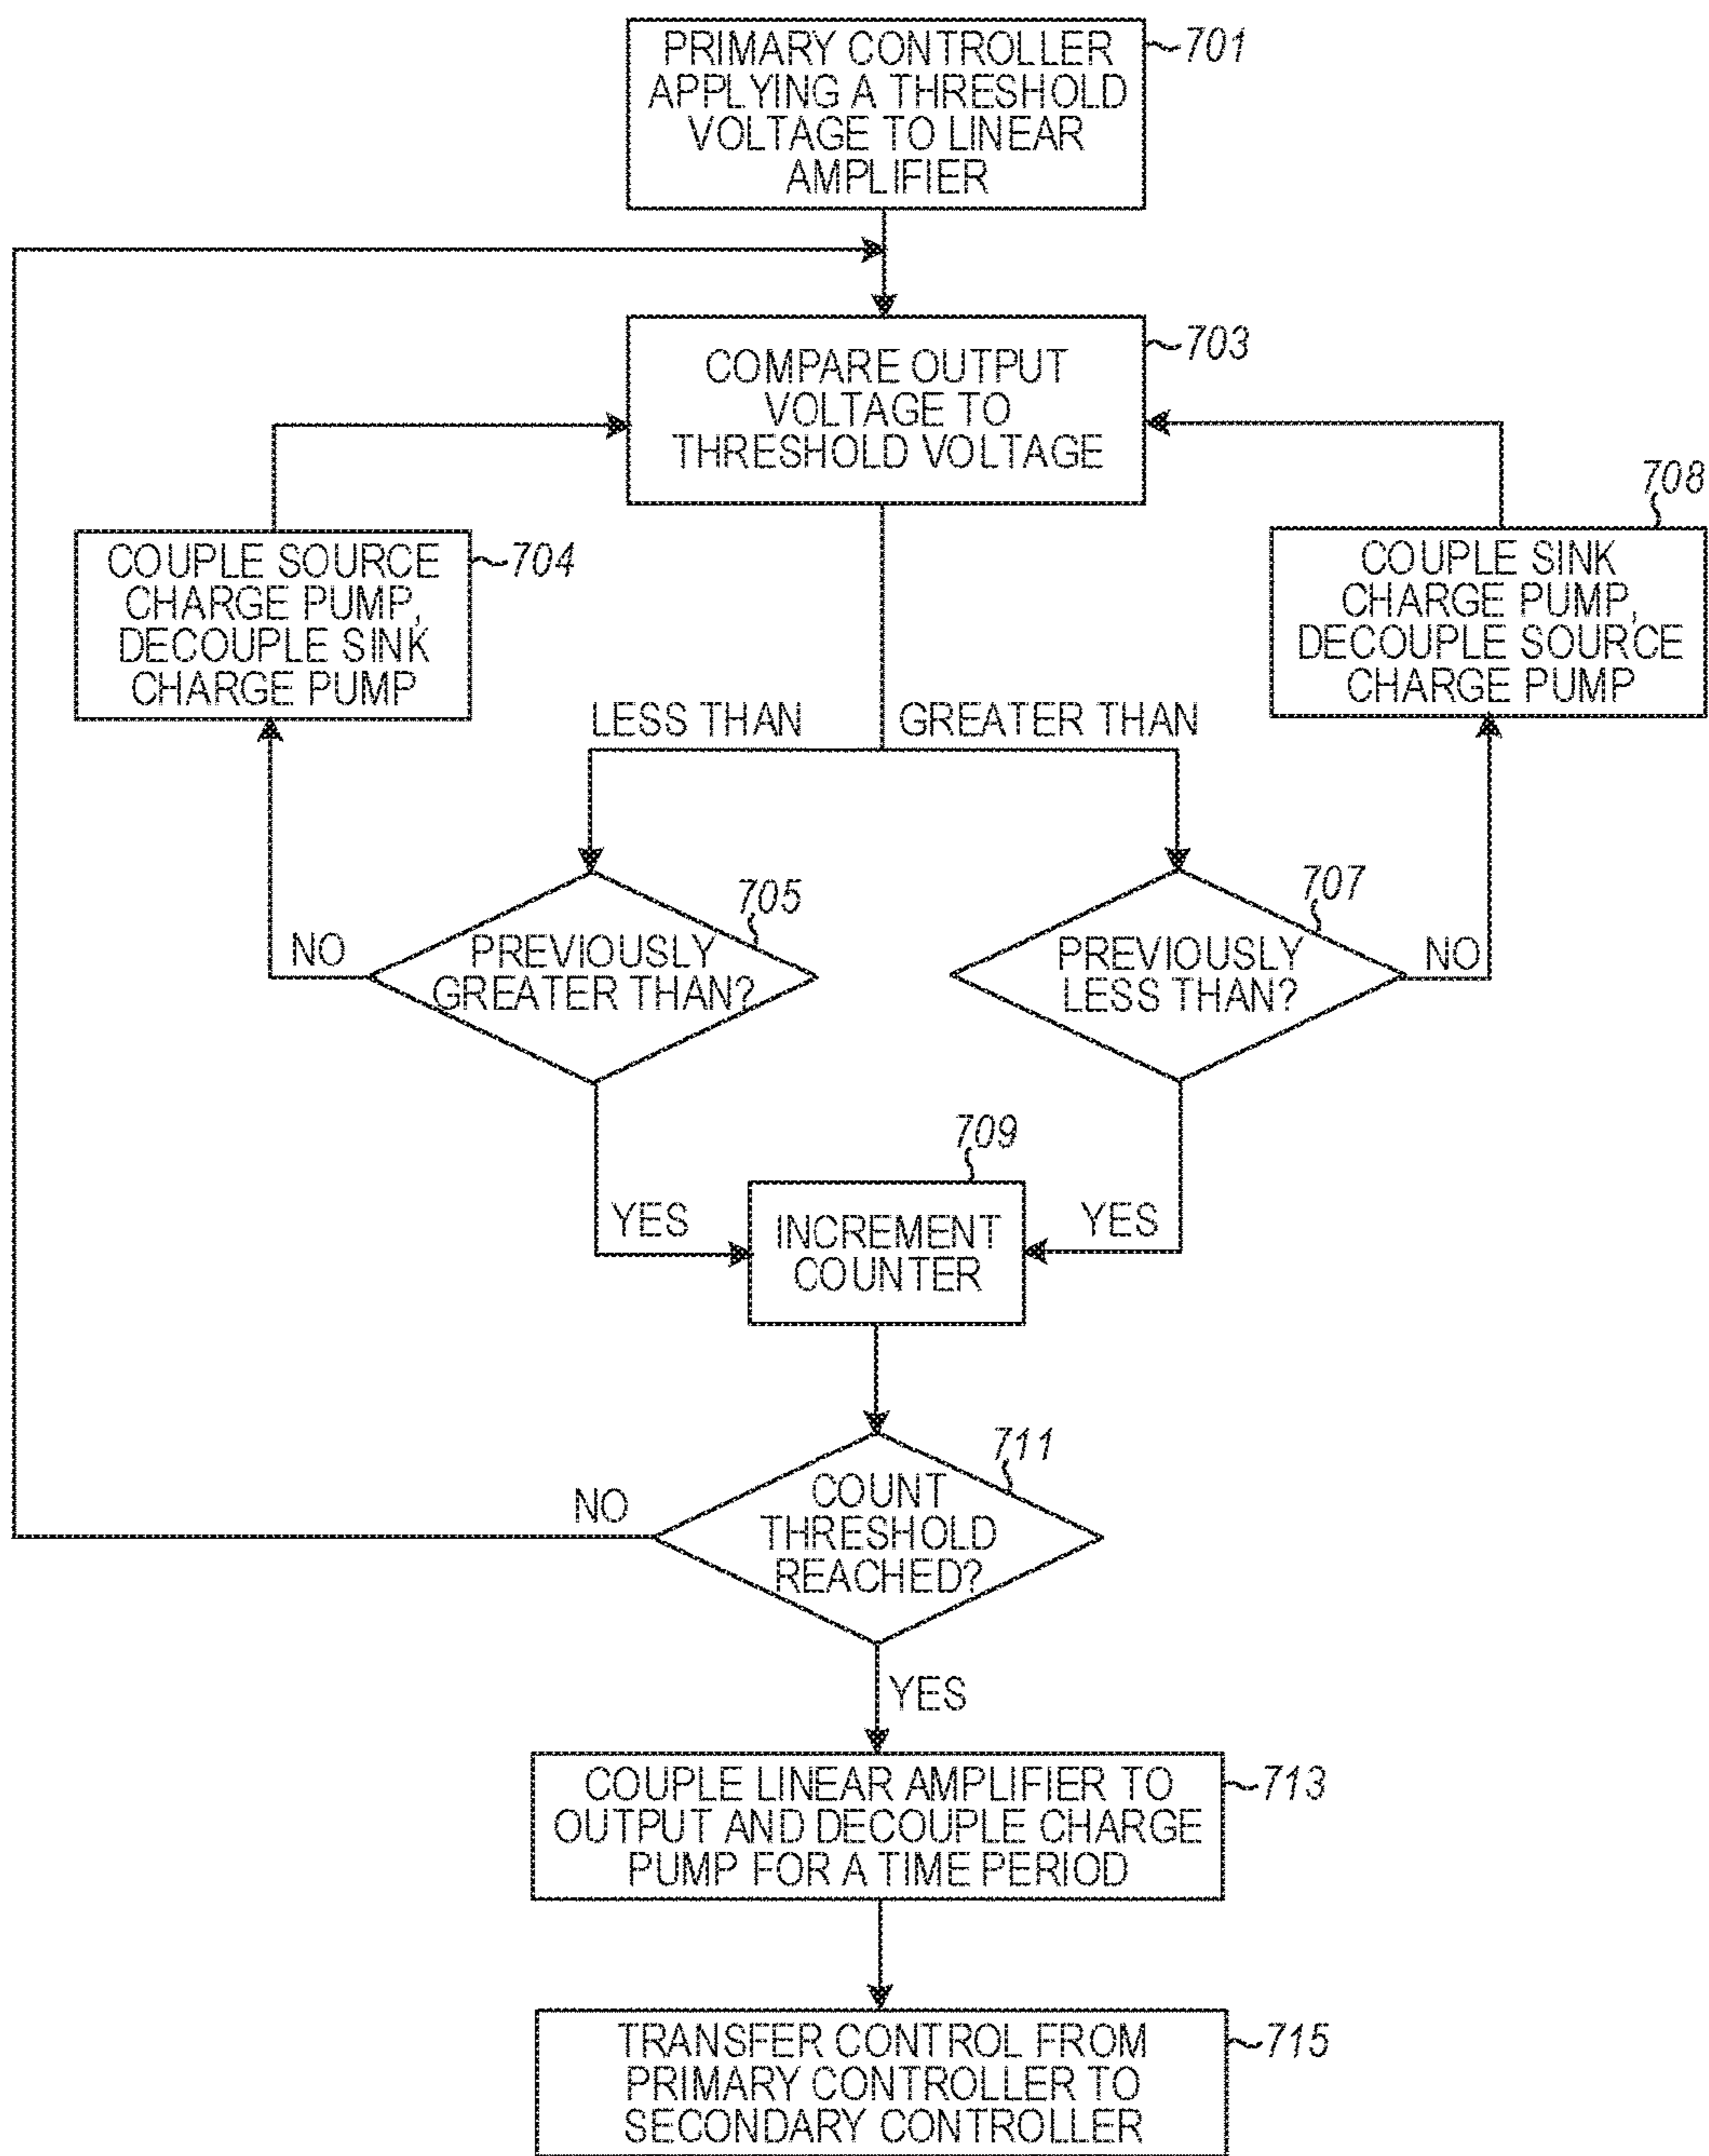 PRIMARY CONTROLLER
APPLYING A THRESHOLD
VOLTAGE TO LINEAR
AMPLIFIER
701
COMPARE OUTPUT
VOLTAGE TO
THRESHOLD VOLTAGE
703
COUPLE SOURCE
CHARGE PUMP,
DECOUPLE SINK
CHARGE PUMP
704
COUPLE SINK
CHARGE PUMP,
DECOUPLE SOURCE
CHARGE PUMP
708
LESS THAN
GREATER THAN
PREVIOUSLY
GREATER THAN?
705
NO
PREVIOUSLY
LESS THAN?
707
NO
YES
YES
INCREMENT
COUNTER
709
COUNT
THRESHOLD
REACHED?
711
NO
YES
COUPLE LINEAR AMPLIFIER TO
OUTPUT AND DECOUPLE CHARGE
PUMP FOR A TIME PERIOD
713
TRANSFER CONTROL FROM
PRIMARY CONTROLLER TO
SECONDARY CONTROLLER
715